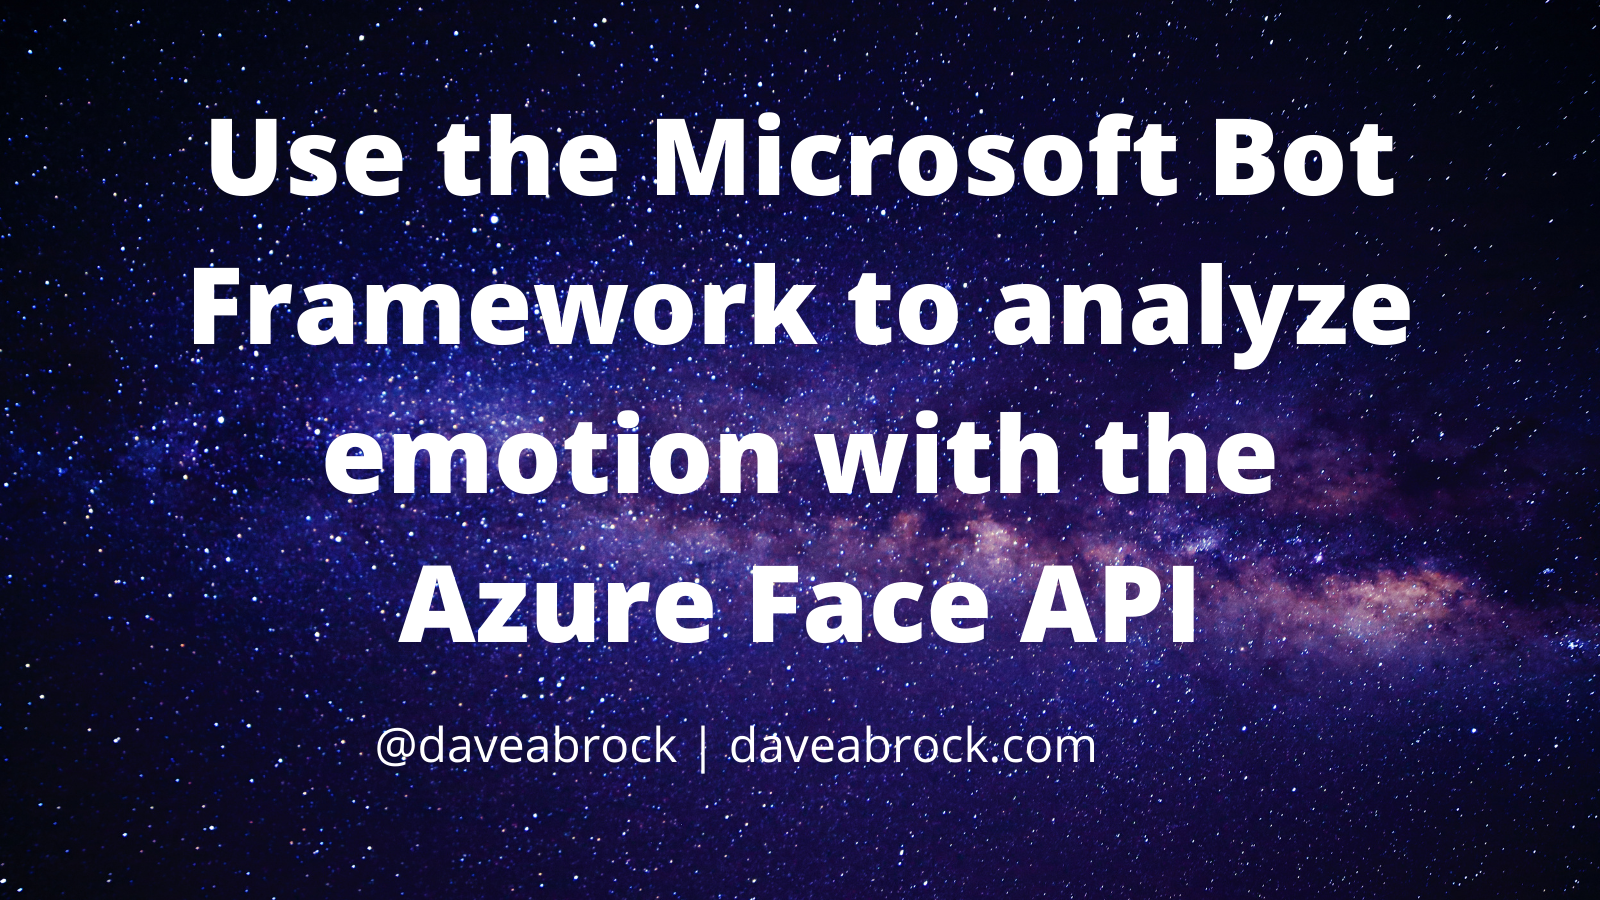 Use the Microsoft Bot
Framework to analyze
emotion with the
Azure Face API
@daveabrock | daveabrock.com